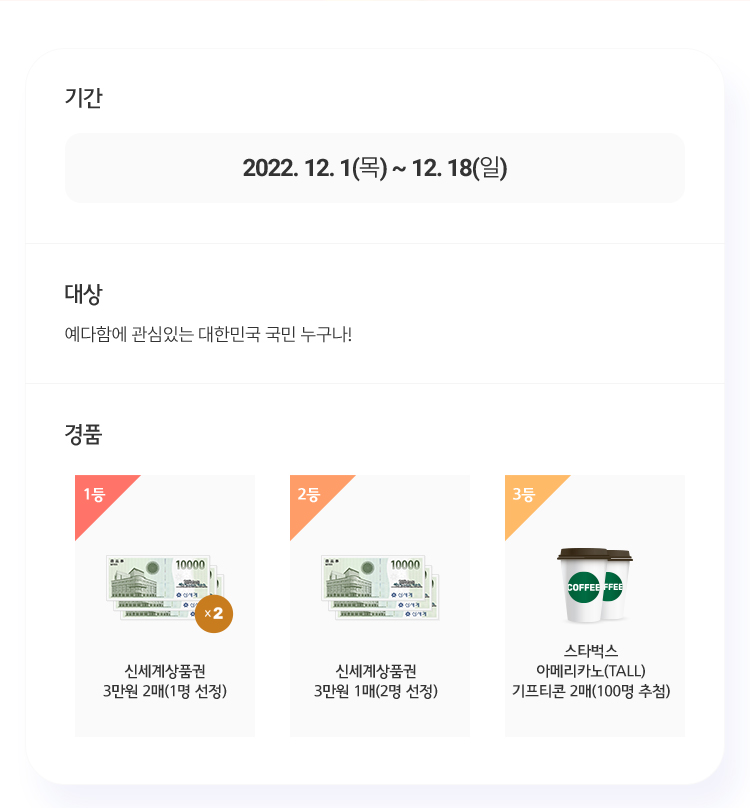 기간
2022. 12. 1(목) ~ 12. 18(일)
대상
예다함에 관심있는 대한민국 국민 누구나!
경품
1등
10000
×2
신세계상품권
3만원 2매(1명 선정)
2등
10000
신세계상품권
3만원 1매(2명 선정)
3등
COFFEE
FFEE
스타벅스
아메리카노(TALL)
기프티콘 2매(100명 추첨)